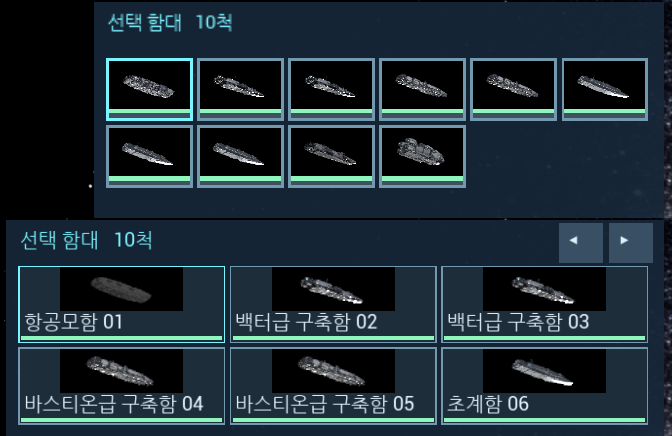 선택 함대 10척
선택 함대 10척
항공모함 01
백터급 구축함 02
백터급 구축함 03
바스티온급 구축함 04
바스티온급 구축함 05
초계함 06